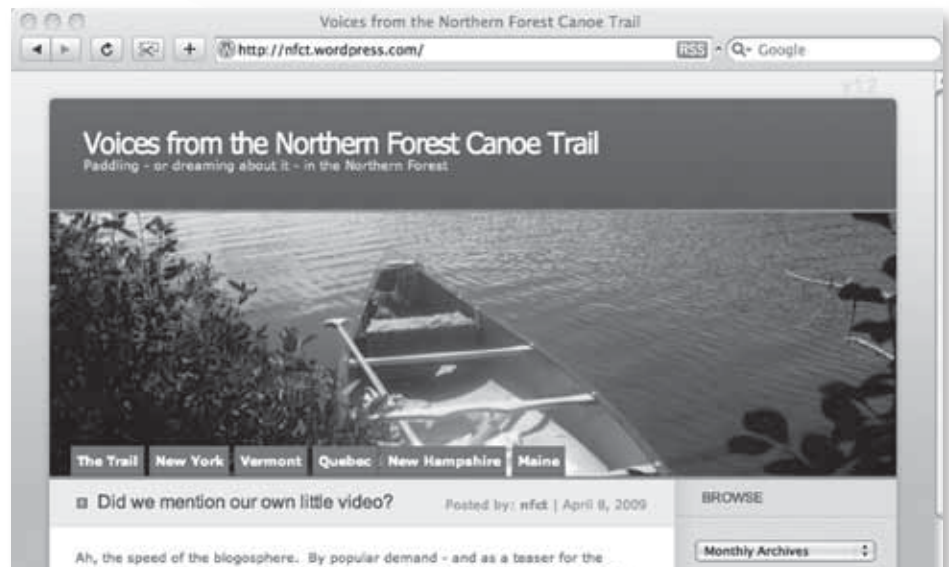 Voices from the Northern Forest Canoe Trail
http://nfct.wordpress.com/
RSS
Google
Voices from the Northern Forest Canoe Trail
Paddling - or dreaming about it - in the Northern Forest
The Trail New York Vermont Quebec New Hampshire Maine
Did we mention our own little video?
Posted by: nfct | April 8, 2009
BROWSE
Ah, the speed of the blogosphere. By popular demand - and as a teaser for the
Monthly Archives